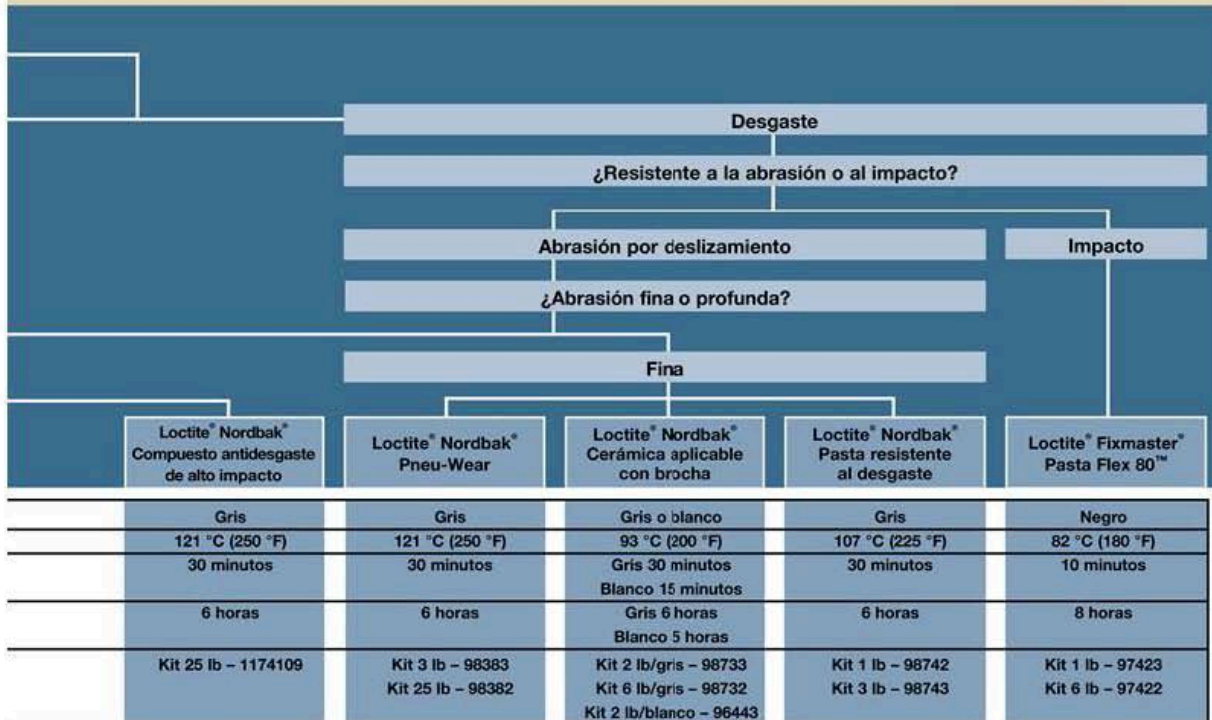 Desgaste
¿Resistente a la abrasión o al impacto?
Abrasión por deslizamiento
Impacto
¿Abrasión fina o profunda?
Fina
Loctite® Nordbak®
Compuesto antidesgaste
de alto impacto
Loctite® Nordbak®
Pneu-Wear
Loctite® Nordbak®
Cerámica aplicable
con brocha
Loctite® Nordbak®
Pasta resistente
al desgaste
Loctite® Fixmaster®
Pasta Flex 80™
Gris Gris Gris o blanco Gris Negro
121 °C (250 °F) 121 °C (250 °F) 93 °C (200 °F) 107 °C (225 °F) 82 °C (180 °F)
30 minutos 30 minutos Gris 30 minutos 30 minutos 10 minutos
Blanco 15 minutos
6 horas 6 horas Gris 6 horas 6 horas 8 horas
Blanco 5 horas
Kit 25 lb – 1174109 Kit 3 lb – 98383 Kit 2 lb/gris – 98733 Kit 1 lb – 98742 Kit 1 lb – 97423
Kit 25 lb – 98382 Kit 6 lb/gris – 98732 Kit 3 lb – 98743 Kit 6 lb – 97422
Kit 2 lb/blanco – 96443